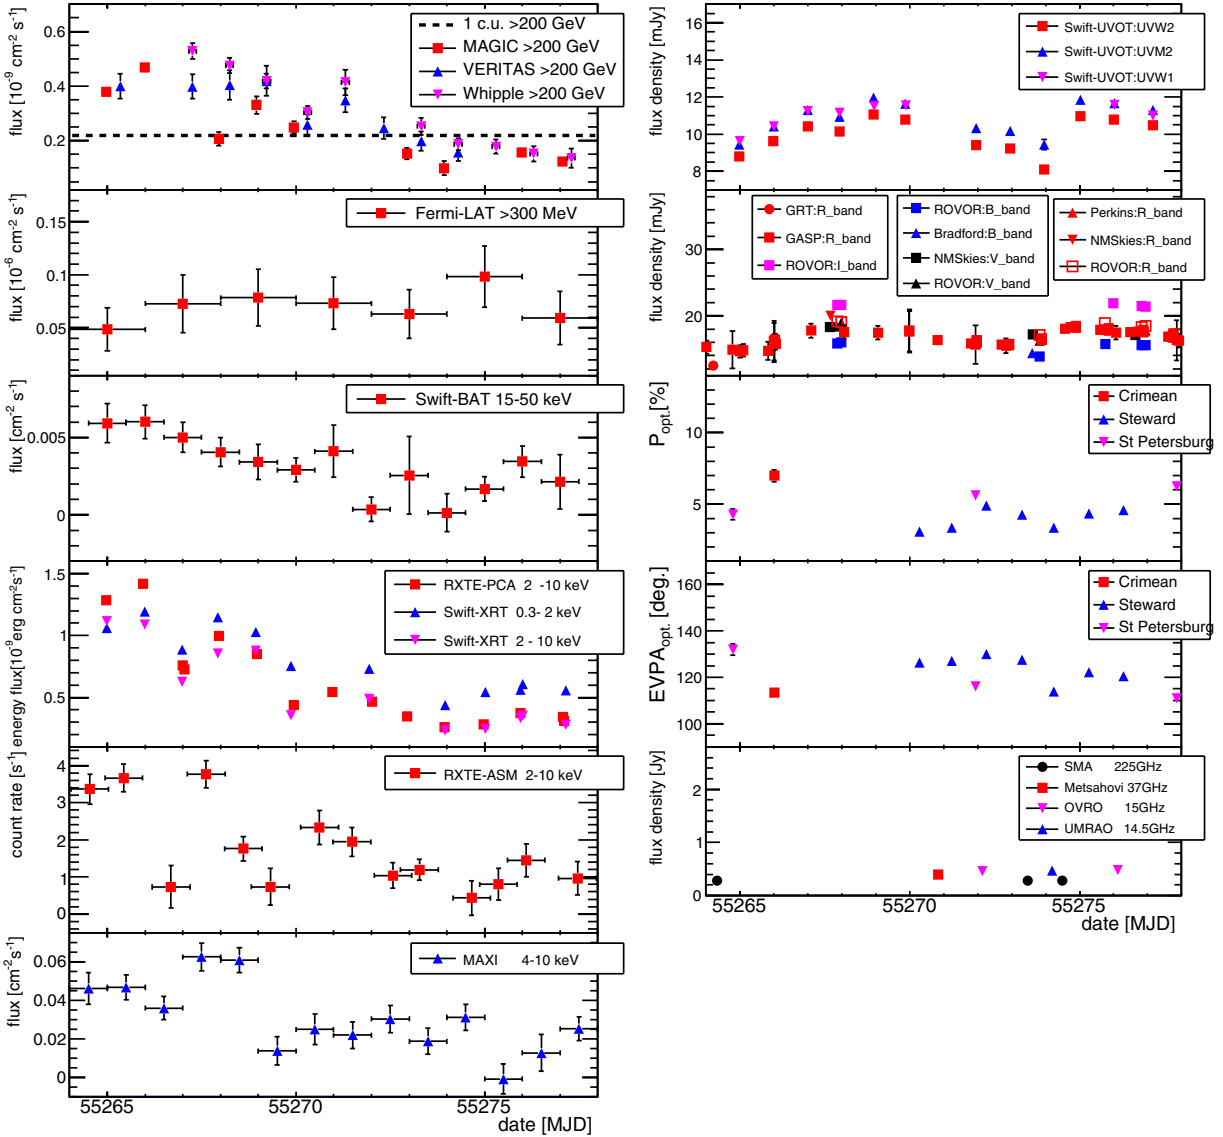 flux [10⁻⁹ cm⁻² s⁻¹]
0.6
0.4
0.2
1 c.u. >200 GeV
MAGIC >200 GeV
VERITAS >200 GeV
Whipple >200 GeV
flux [10⁻⁶ cm⁻² s⁻¹]
0.15
0.1
0.05
Fermi-LAT >300 MeV
flux [cm⁻² s⁻¹]
0.005
0
Swift-BAT 15-50 keV
energy flux[10⁻⁹ erg cm⁻²s⁻¹]
1.5
1
0.5
RXTE-PCA 2 -10 keV
Swift-XRT 0.3- 2 keV
Swift-XRT 2 - 10 keV
count rate [s⁻¹]
4
3
2
1
0
RXTE-ASM 2-10 keV
flux [cm⁻²s⁻¹]
0.06
0.04
0.02
0
MAXI 4-10 keV
55265
55270
55275
date [MJD]
flux density [mJy]
16
14
12
10
8
Swift-UVOT:UVW2
Swift-UVOT:UVM2
Swift-UVOT:UVW1
flux density [mJy]
30
20
GRT:R_band
GASP:R_band
ROVOR:I_band
ROVOR:B_band
Bradford:B_band
NMSkies:V_band
ROVOR:V_band
Perkins:R_band
NMSkies:R_band
ROVOR:R_band
P opt.[%]
10
5
Crimean
Steward
St Petersburg
EVPA opt. [deg.]
160
140
120
100
Crimean
Steward
St Petersburg
flux density [Jy]
2
1
0
SMA 225GHz
Metsahovi 37GHz
OVRO 15GHz
UMRAO 14.5GHz
55265
55270
55275
date [MJD]